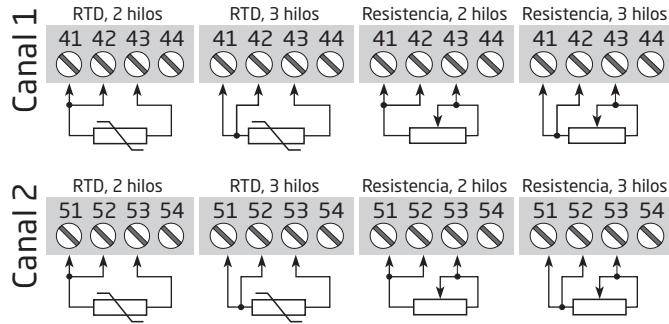 Canal 1
RTD, 2 hilos
41 42 43 44
RTD, 3 hilos
41 42 43 44
Resistencia, 2 hilos
41 42 43 44
Resistencia, 3 hilos
41 42 43 44
Canal 2
RTD, 2 hilos
51 52 53 54
RTD, 3 hilos
51 52 53 54
Resistencia, 2 hilos
51 52 53 54
Resistencia, 3 hilos
51 52 53 54